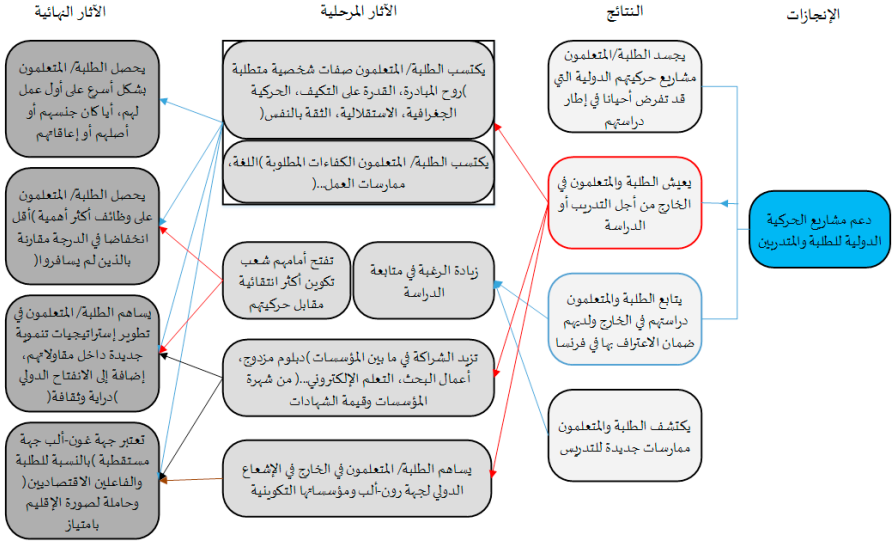 الإنجازات
النتائج
الآثار المرحلية
الآثار النهائية
دعم مشاريع الحركية
الدولية للطلبة والمتدربين
يجسد الطلبة/المتعلمون
مشاريع حركيتهم الدولية التي
قد تفرض أحيانا في إطار
دراستهم
يعيش الطلبة والمتعلمون في
الخارج من أجل التدريب أو
الدراسة
يتابع الطلبة والمتعلمون
دراستهم في الخارج ولديهم
ضمان الاعتراف بها في فرنسا
يكتشف الطلبة والمتعلمون
ممارسات جديدة للتدريس
يكتسب الطلبة/ المتعلمون صفات شخصية متطلبة
)روح المبادرة، القدرة على التكيف، الحركية
الجغرافية، الاستقلالية، الثقة بالنفس(
يكتسب الطلبة/ المتعلمون الكفاءات المطلوبة )اللغة،
ممارسات العمل...(
زيادة الرغبة في متابعة
الدراسة
تفتح أمامهم شعب
تكوين أكثر انتقائية
مقابل حركيتهم
تزيد الشراكة في ما بين المؤسسات )دبلوم مزدوج،
أعمال البحث، التعلم الإلكتروني...( من شهرة
المؤسسات وقيمة الشهادات
يساهم الطلبة/ المتعلمون في الخارج في الإشعاع
الدولي لجهة رون-ألب ومؤسساتها التكوينية
يحصل الطلبة/ المتعلمون
بشكل أسرع على أول عمل
لهم، أيا كان جنسهم أو
أصلهم أو إعاقاتهم
يحصل الطلبة/ المتعلمون
على وظائف أكثر أهمية )أقل
انخفاضا في الدرجة مقارنة
بالذين لم يسافروا(
يساهم الطلبة/ المتعلمون في
تطوير إستراتيجيات تنموية
جديدة داخل مقاولاتهم،
إضافة إلى الانفتاح الدولي
)دراية وثقافة(
تعتبر جهة غون-ألب جهة
مستقطبة )بالنسبة للطلبة
والفاعلين الاقتصاديين(
وحاملة لصورة الإقليم
بامتياز